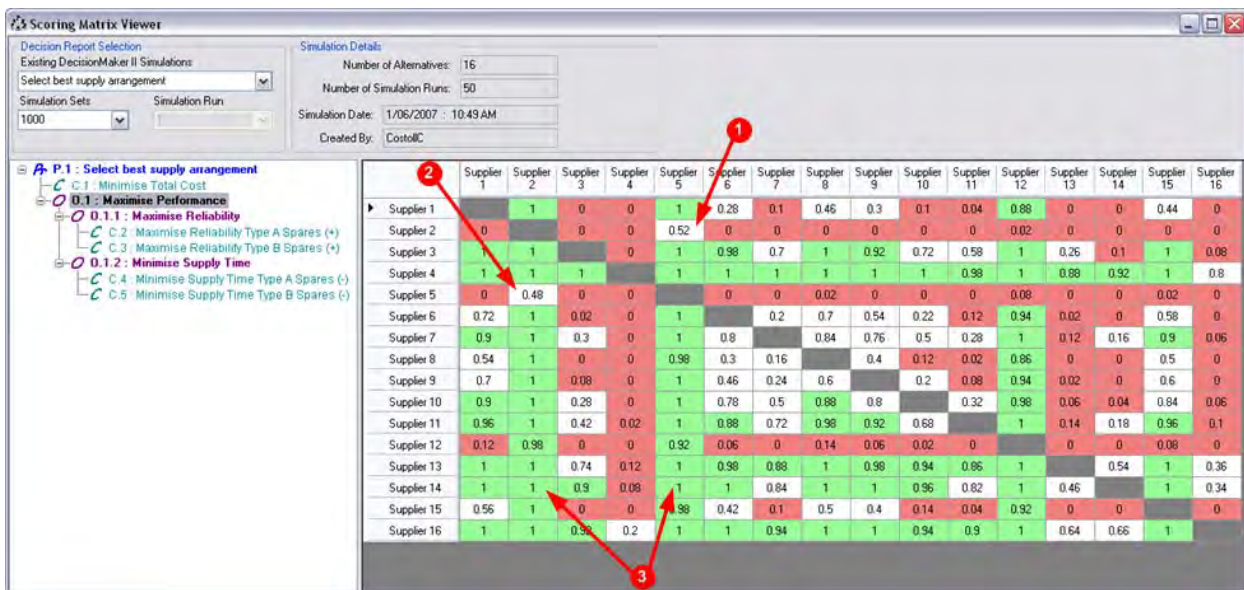 Scoring Matrix Viewer
Decision Report Selection
Existing DecisionMaker II Simulations
Select best supply arrangement
Simulation Sets Simulation Run
1000 1
Simulation Details
Number of Alternatives: 16
Number of Simulation Runs: 50
Simulation Date: 1/06/2007 : 10:49 AM
Created By: CostollC
P.1 : Select best supply arrangement
C.1 : Minimise Total Cost
O.1 : Maximise Performance
O.1.1 : Maximise Reliability
C.2 : Maximise Reliability Type A Spares (+)
C.3 : Maximise Reliability Type B Spares (+)
O.1.2 : Minimise Supply Time
C.4 : Minimise Supply Time Type A Spares (-)
C.5 : Minimise Supply Time Type B Spares (-)
1
2
Supplier 1 Supplier 2 Supplier 3 Supplier 4 Supplier 5 Supplier 6 Supplier 7 Supplier 8 Supplier 9 Supplier 10 Supplier 11 Supplier 12 Supplier 13 Supplier 14 Supplier 15 Supplier 16
Supplier 1 1 0 0 1 0.28 0.1 0.46 0.3 0.1 0.04 0.88 0 0 0.44 0
Supplier 2 0 0 0 0.52 0 0 0 0 0 0 0.02 0 0 0 0
Supplier 3 1 1 0 1 0.98 0.7 1 0.92 0.72 0.58 1 0.26 0.1 1 0.08
Supplier 4 1 1 1 1 1 1 1 1 1 0.98 1 0.88 0.92 1 0.8
Supplier 5 0 0.48 0 0 0 0 0.02 0 0 0 0.08 0 0 0.02 0
Supplier 6 0.72 1 0.02 0 1 0.2 0.7 0.54 0.22 0.12 0.94 0.02 0 0.58 0
Supplier 7 0.9 1 0.3 0 1 0.8 0.84 0.76 0.5 0.28 1 0.12 0.16 0.9 0.06
Supplier 8 0.54 1 0 0 0.98 0.3 0.16 0.4 0.12 0.02 0.86 0 0 0.5 0
Supplier 9 0.7 1 0.08 0 1 0.46 0.24 0.6 0.2 0.08 0.94 0.02 0 0.6 0
Supplier 10 0.9 1 0.28 0 1 0.78 0.5 0.88 0.8 0.32 0.98 0.06 0.04 0.84 0.06
Supplier 11 0.96 1 0.42 0.02 1 0.88 0.72 0.98 0.92 0.68 1 0.14 0.18 0.96 0.1
Supplier 12 0.12 0.98 0 0 0.92 0.06 0 0.14 0.06 0.02 0 0 0 0.08 0
Supplier 13 1 1 0.74 0.12 1 0.98 0.88 1 0.98 0.94 0.86 1 0.54 1 0.36
Supplier 14 1 1 0.9 0.08 1 1 0.84 1 1 0.96 0.82 1 0.46 1 0.34
Supplier 15 0.56 1 0 0 0.98 0.42 0.1 0.5 0.4 0.14 0.04 0.92 0 0 0
Supplier 16 1 1 0.92 0.2 1 1 0.94 1 1 0.94 0.9 1 0.64 0.66 1
3